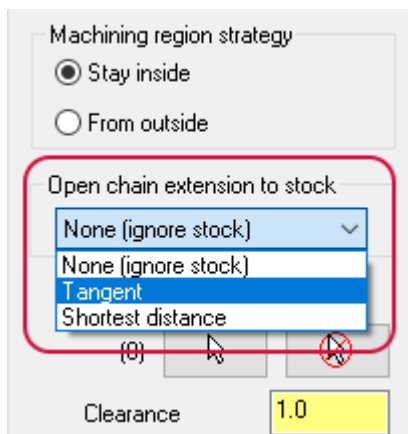 Machining region strategy
Stay inside
From outside
Open chain extension to stock
None (ignore stock)
None (ignore stock)
Tangent
Shortest distance
(0)
Clearance 1.0